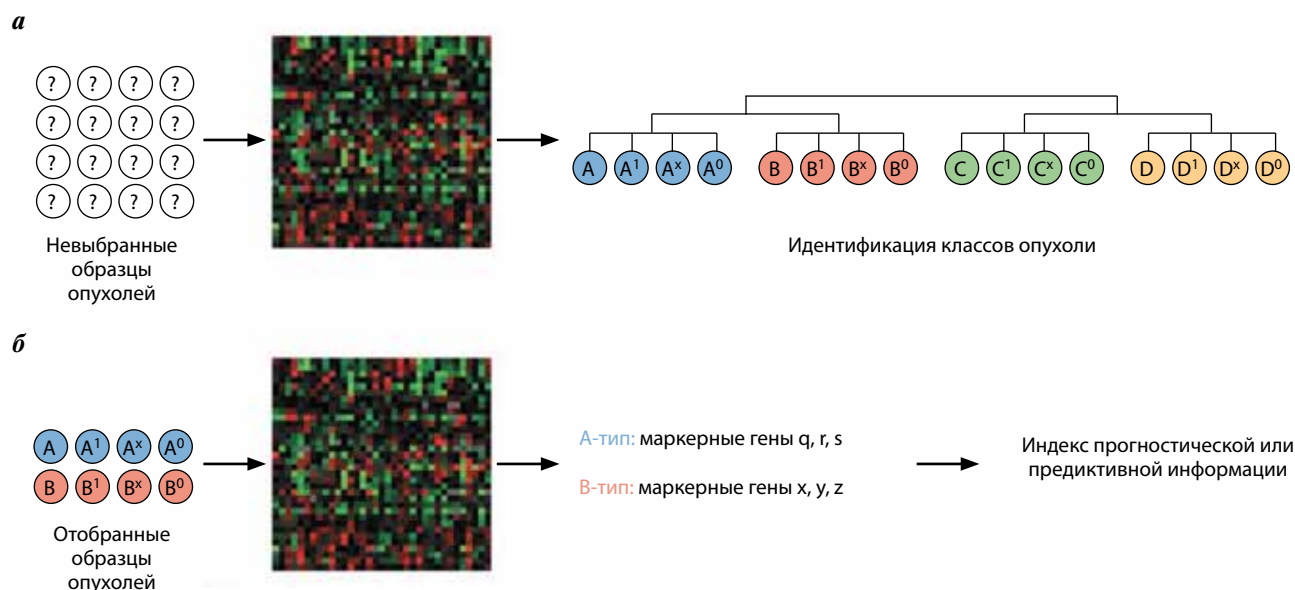 а
? ? ? ?
? ? ? ?
? ? ? ?
? ? ? ?
Невыбранные
образцы
опухолей
A A¹ Aˣ A⁰ B B¹ Bˣ B⁰ C C¹ Cˣ C⁰ D D¹ Dˣ D⁰
Идентификация классов опухоли
б
A A¹ Aˣ A⁰
B B¹ Bˣ B⁰
Отобранные
образцы
опухолей
А-тип: маркерные гены q, r, s
В-тип: маркерные гены x, y, z
Индекс прогностической или
предиктивной информации